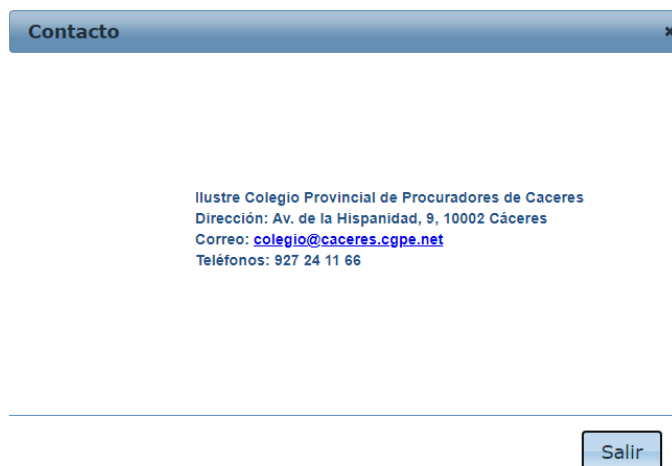 Contacto
Ilustre Colegio Provincial de Procuradores de Caceres
Dirección: Av. de la Hispanidad, 9, 10002 Cáceres
Correo: colegio@caceres.cgpe.net
Teléfonos: 927 24 11 66
Salir